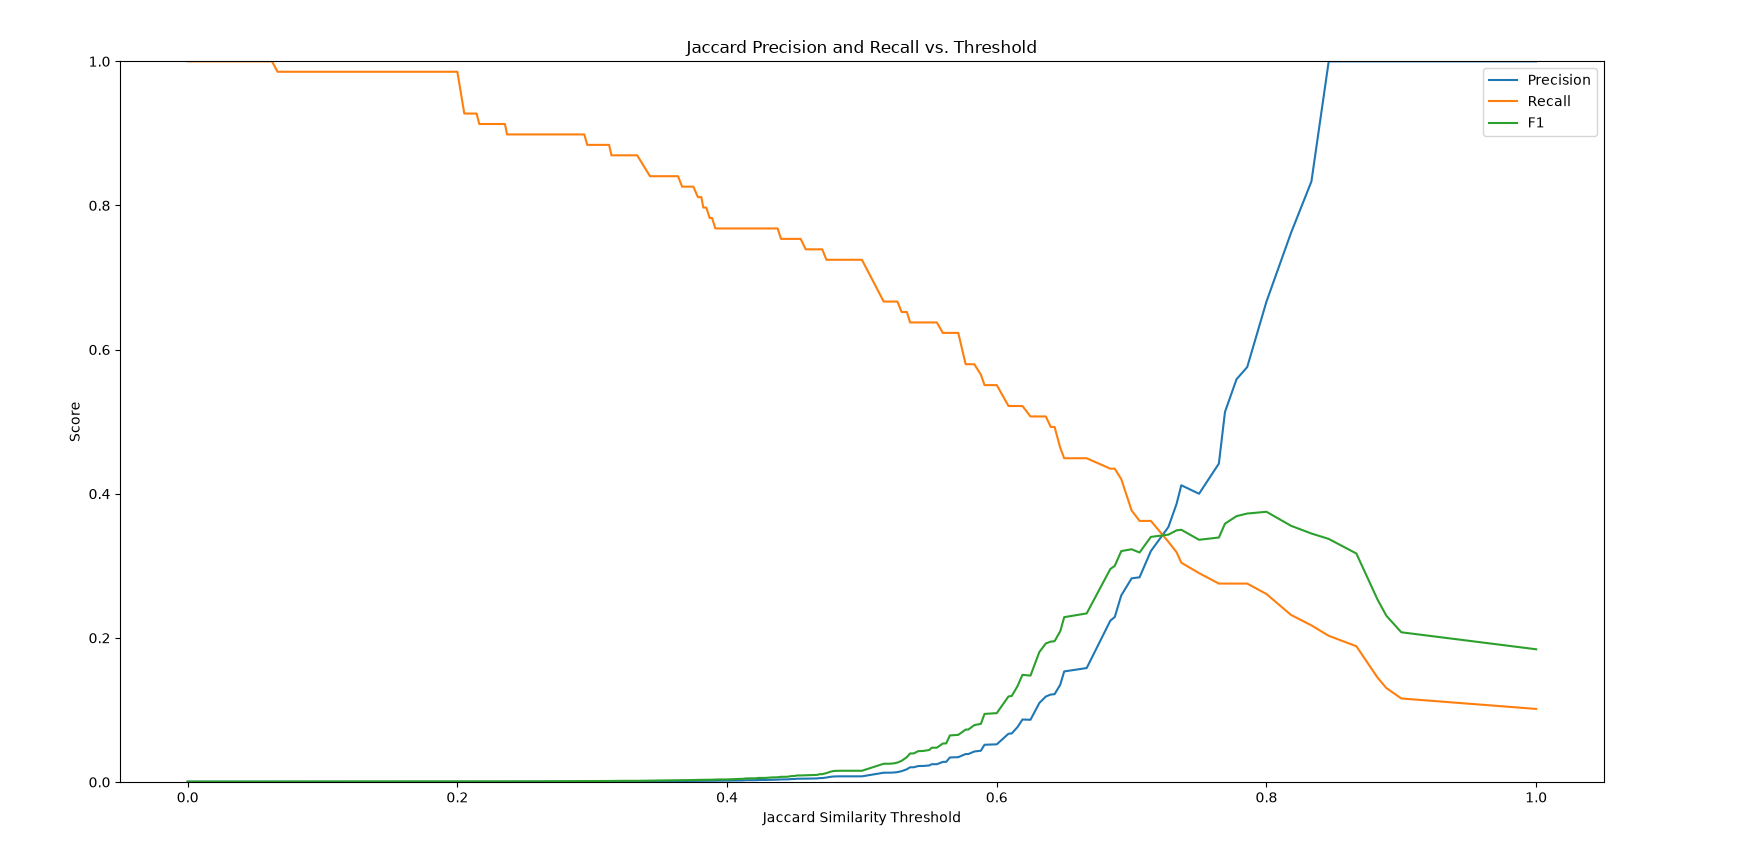 Jaccard Precision and Recall vs. Threshold
1.0
0.8
0.6
0.4
0.2
0.0
Score
Precision
Recall
F1
0.0 0.2 0.4 0.6 0.8 1.0
Jaccard Similarity Threshold